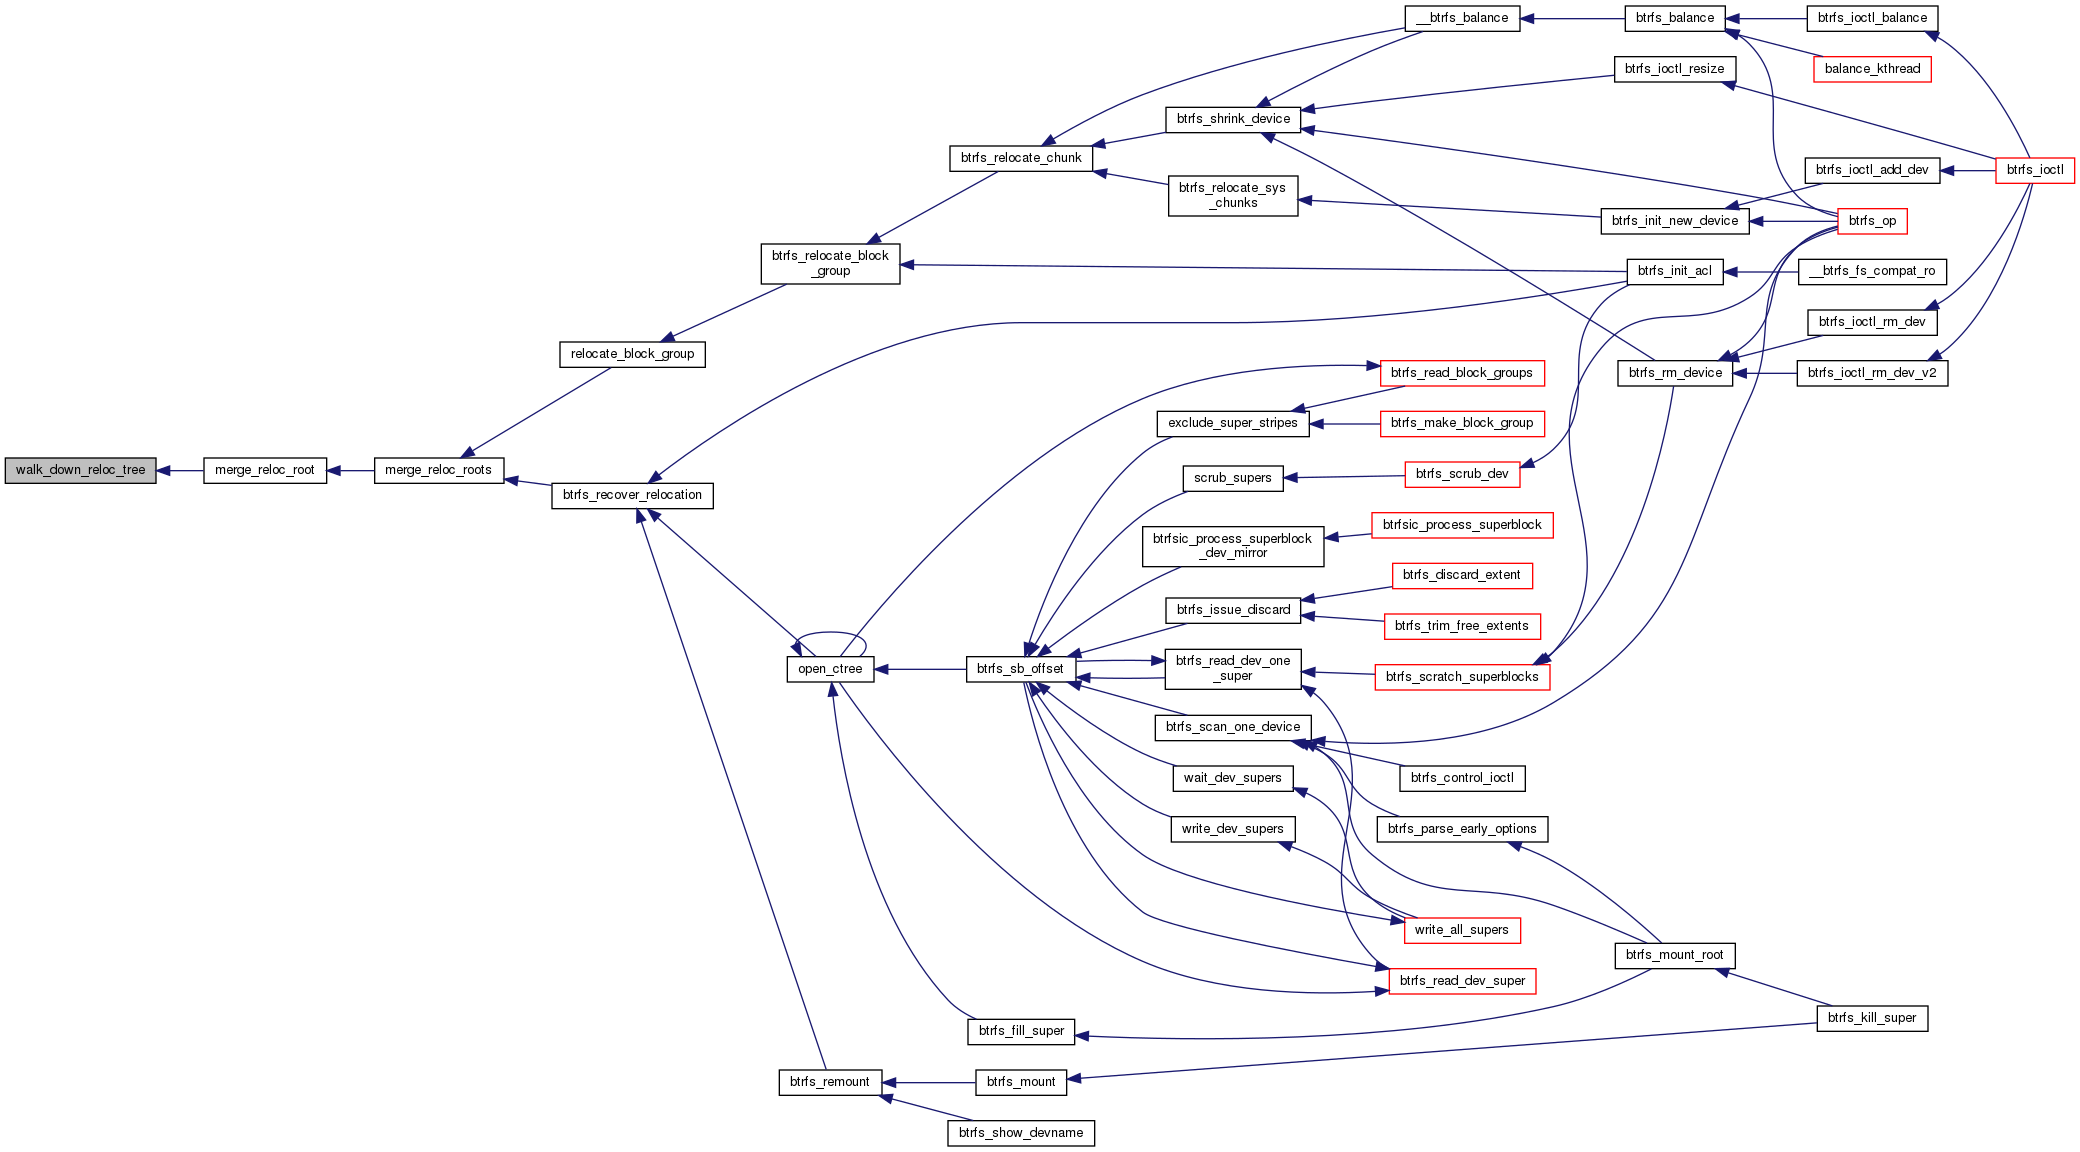 __btrfs_balance
btrfs_balance
btrfs_ioctl_balance
btrfs_ioctl_resize
balance_kthread
btrfs_shrink_device
btrfs_relocate_chunk
btrfs_ioctl_add_dev
btrfs_ioctl
btrfs_relocate_sys
_chunks
btrfs_init_new_device
btrfs_op
btrfs_relocate_block
_group
btrfs_init_acl
__btrfs_fs_compat_ro
btrfs_ioctl_rm_dev
relocate_block_group
btrfs_read_block_groups
btrfs_rm_device
btrfs_ioctl_rm_dev_v2
exclude_super_stripes
btrfs_make_block_group
walk_down_reloc_tree
merge_reloc_root
merge_reloc_roots
scrub_supers
btrfs_scrub_dev
btrfs_recover_relocation
btrfsic_process_superblock
_dev_mirror
btrfsic_process_superblock
btrfs_discard_extent
btrfs_issue_discard
btrfs_trim_free_extents
open_ctree
btrfs_sb_offset
btrfs_read_dev_one
_super
btrfs_scratch_superblocks
btrfs_scan_one_device
wait_dev_supers
btrfs_control_ioctl
write_dev_supers
btrfs_parse_early_options
write_all_supers
btrfs_mount_root
btrfs_read_dev_super
btrfs_fill_super
btrfs_kill_super
btrfs_remount
btrfs_mount
btrfs_show_devname